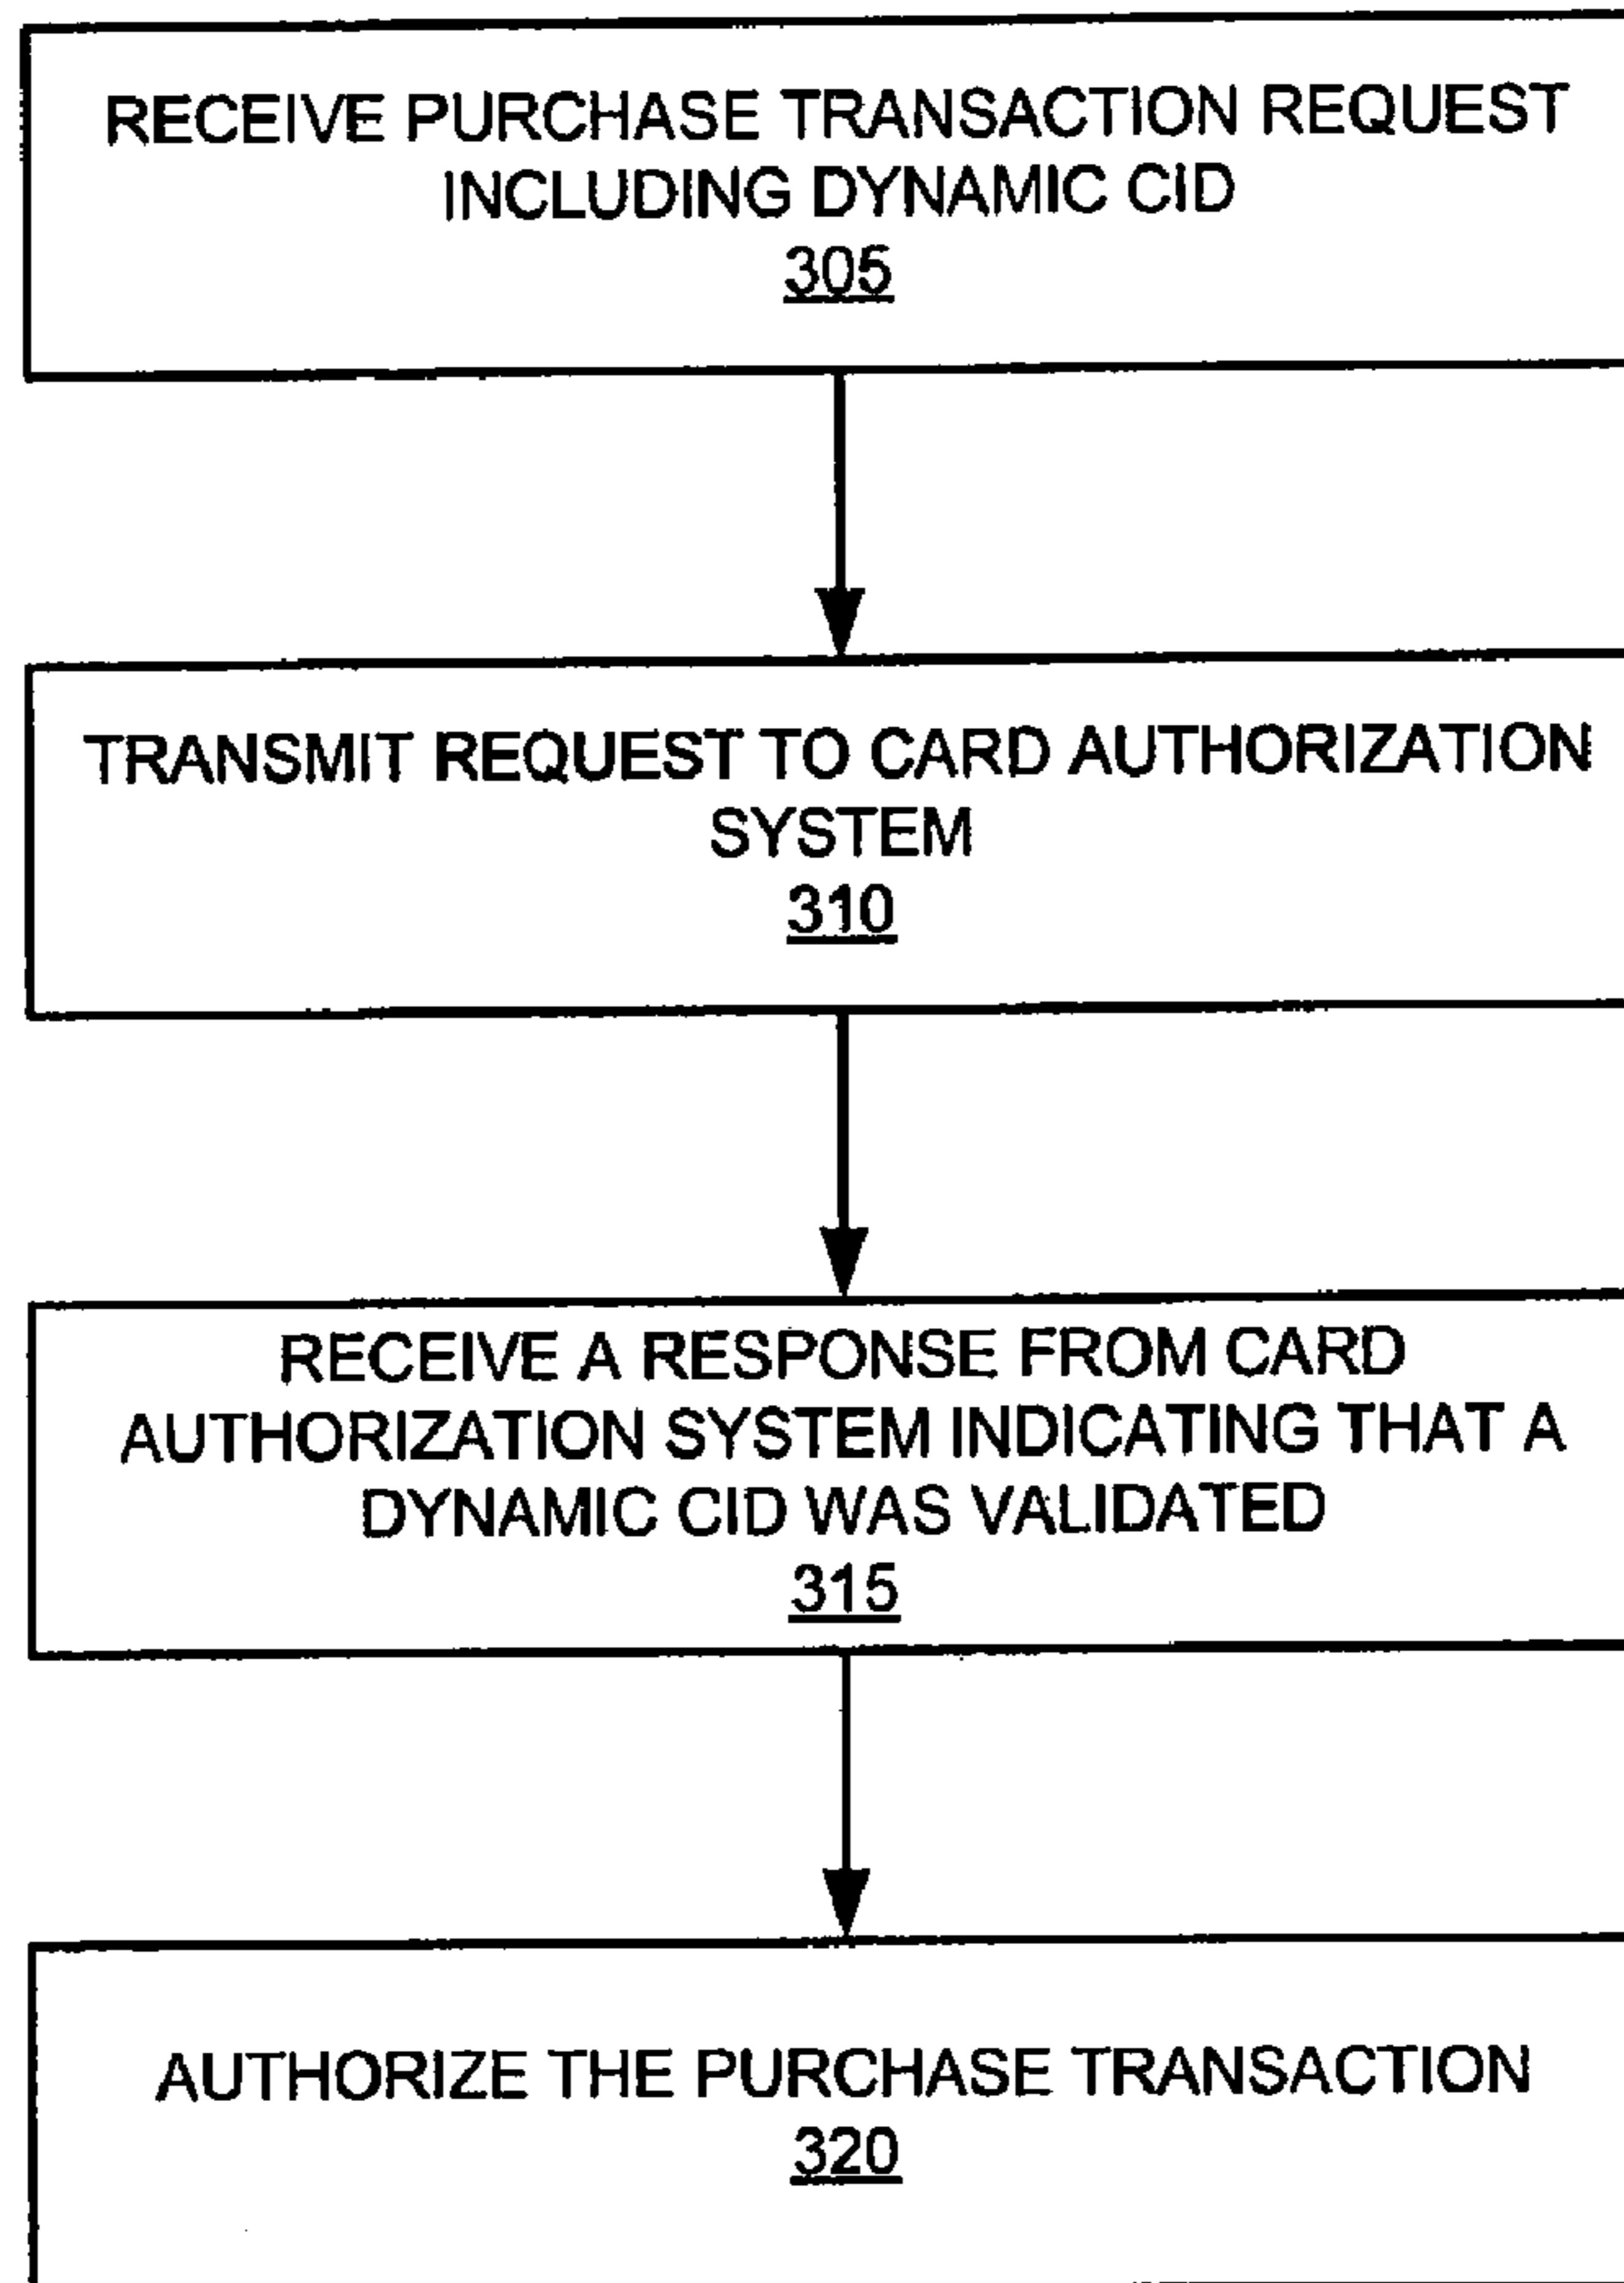 RECEIVE PURCHASE TRANSACTION REQUEST
INCLUDING DYNAMIC CID
305
TRANSMIT REQUEST TO CARD AUTHORIZATION
SYSTEM
310
RECEIVE A RESPONSE FROM CARD
AUTHORIZATION SYSTEM INDICATING THAT A
DYNAMIC CID WAS VALIDATED
315
AUTHORIZE THE PURCHASE TRANSACTION
320